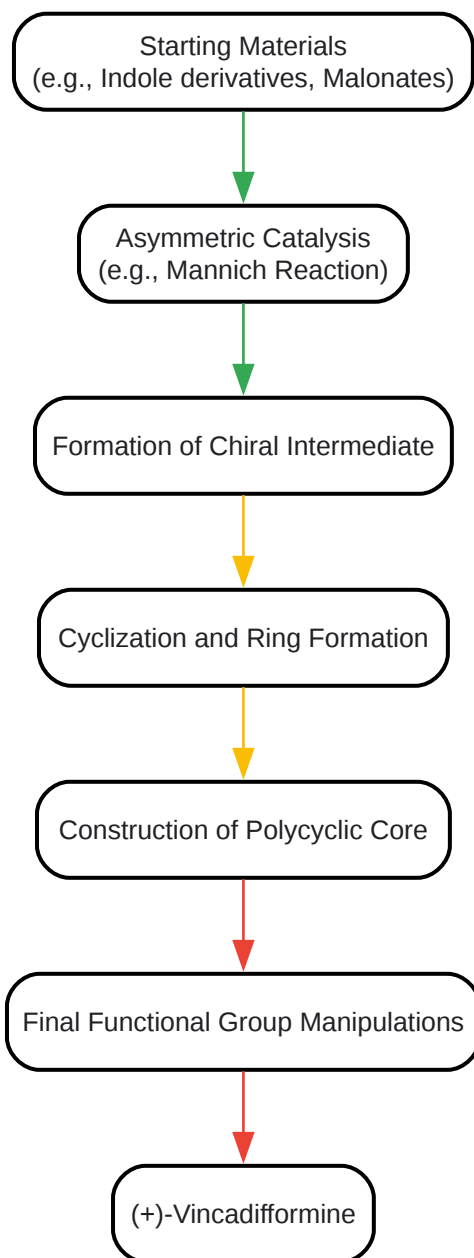 Starting Materials
(e.g., Indole derivatives, Malonates)
Asymmetric Catalysis
(e.g., Mannich Reaction)
Formation of Chiral Intermediate
Cyclization and Ring Formation
Construction of Polycyclic Core
Final Functional Group Manipulations
(+)-Vincadifformine